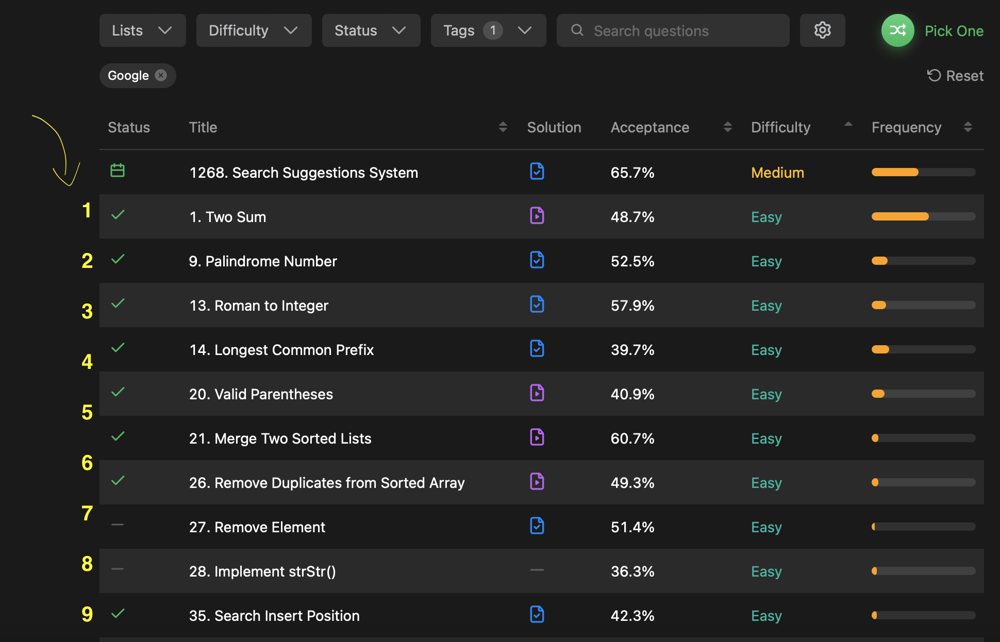 Lists Difficulty Status Tags 1 Search questions Pick One
Google Reset
Status Title Solution Acceptance Difficulty Frequency
1268. Search Suggestions System 65.7% Medium
1 1. Two Sum 48.7% Easy
2 9. Palindrome Number 52.5% Easy
3 13. Roman to Integer 57.9% Easy
4 14. Longest Common Prefix 39.7% Easy
5 20. Valid Parentheses 40.9% Easy
6 21. Merge Two Sorted Lists 60.7% Easy
7 26. Remove Duplicates from Sorted Array 49.3% Easy
8 27. Remove Element 51.4% Easy
28. Implement strStr() 36.3% Easy
9 35. Search Insert Position 42.3% Easy